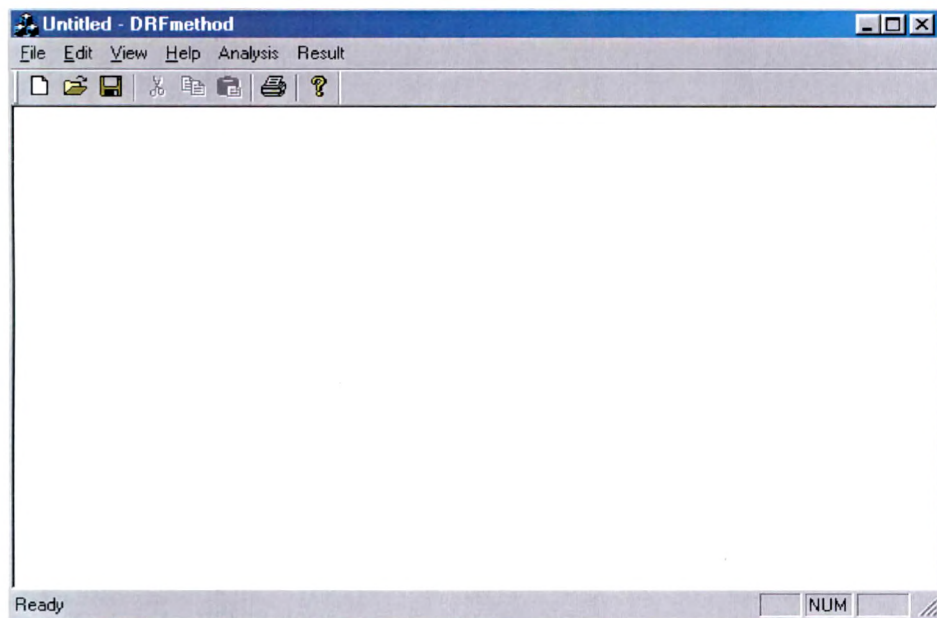 Untitled - DRFmethod
File Edit View Help Analysis Result
Ready NUM